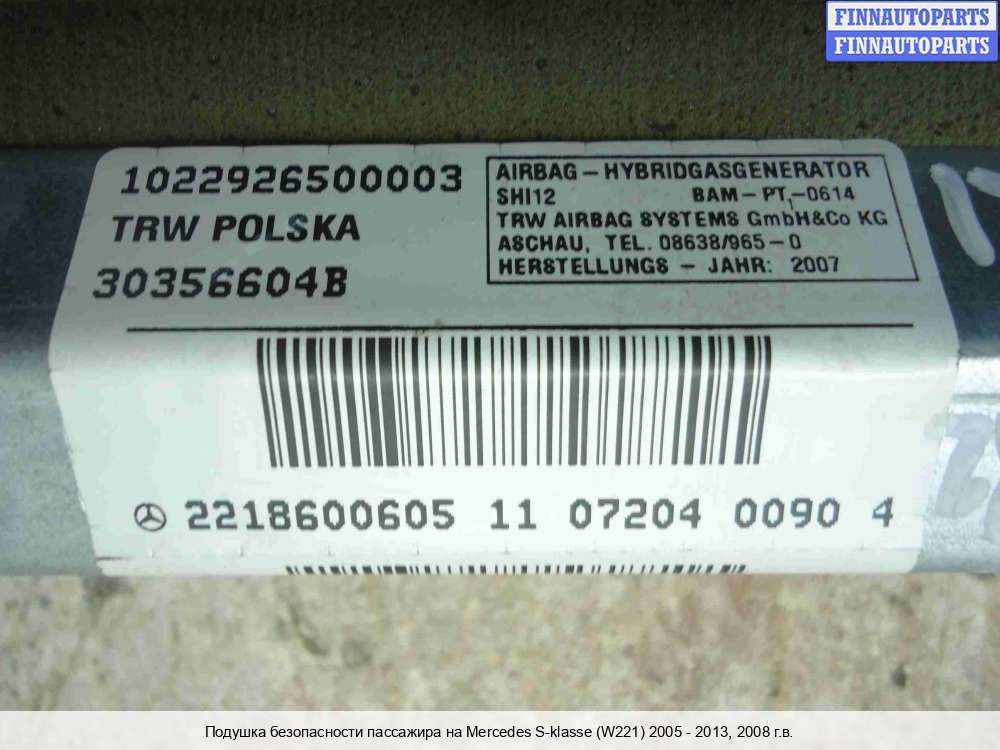 FINNAUTOPARTS
FINNAUTOPARTS
1022926500003
TRW POLSKA
30356604B
AIRBAG - HYBRIDGASGENERATOR
SHI12 BAM - PT1-0614
TRW AIRBAG SYSTEMS GmbH&Co KG
ASCHAU, TEL. 08638/965-0
HERSTELLUNGS - JAHR: 2007
2218600605 11 07204 0090 4
Подушка безопасности пассажира на Mercedes S-klasse (W221) 2005 - 2013, 2008 г.в.